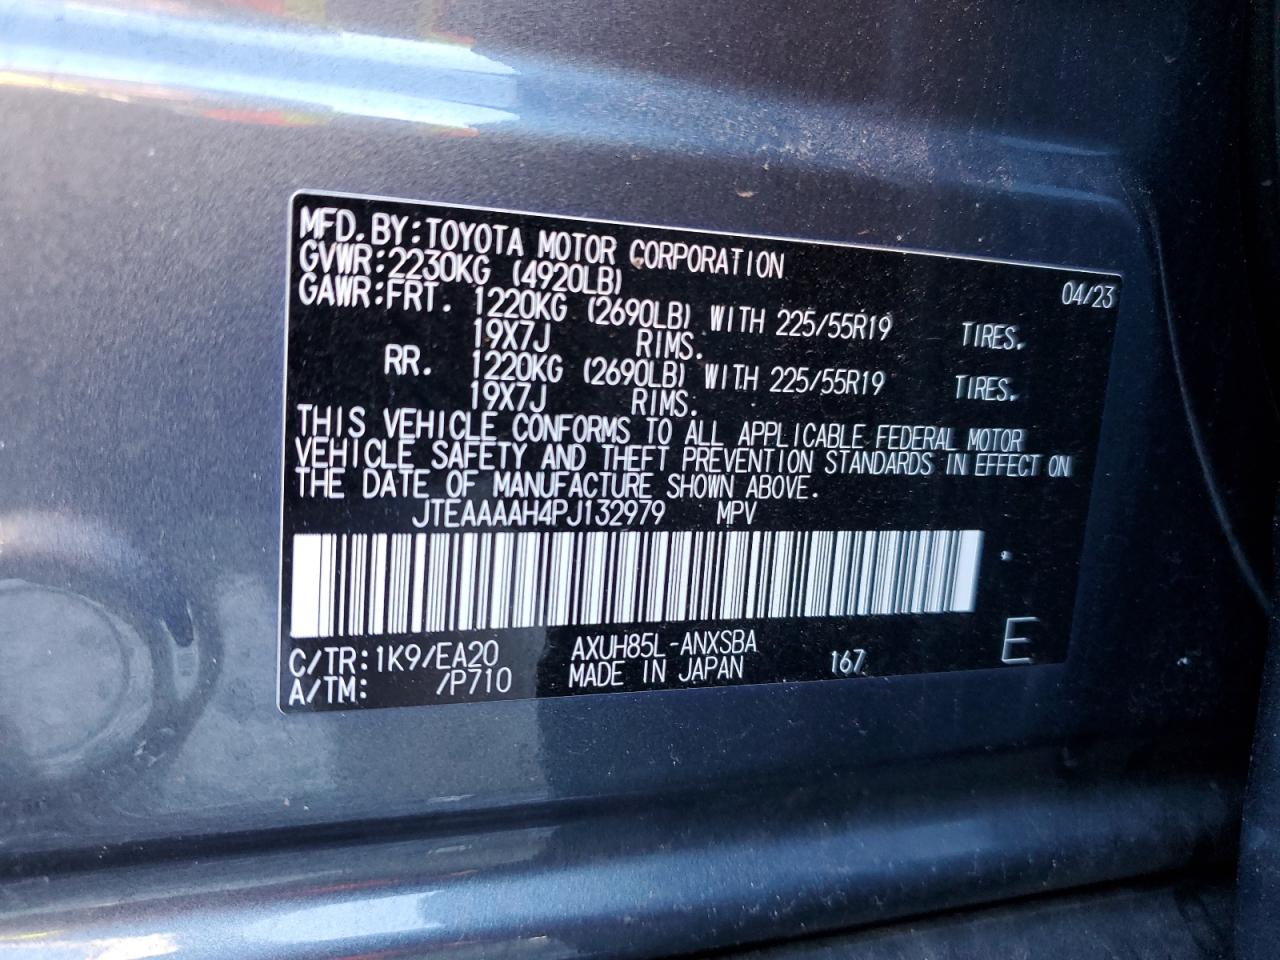 MFD. BY: TOYOTA MOTOR CORPORATION 04/23
GVWR: 2230KG (4920LB)
GAWR: FRT. 1220KG (2690LB) WITH 225/55R19 TIRES.
19X7J RIMS.
RR. 1220KG (2690LB) WITH 225/55R19 TIRES.
19X7J RIMS.
THIS VEHICLE CONFORMS TO ALL APPLICABLE FEDERAL MOTOR
VEHICLE SAFETY AND THEFT PREVENTION STANDARDS IN EFFECT ON
THE DATE OF MANUFACTURE SHOWN ABOVE.
JTEAAAAH4PJ132979 MPV
C/TR: 1K9/EA20 AXUH85L-ANXSBA 167 E
A/TM: /P710 MADE IN JAPAN